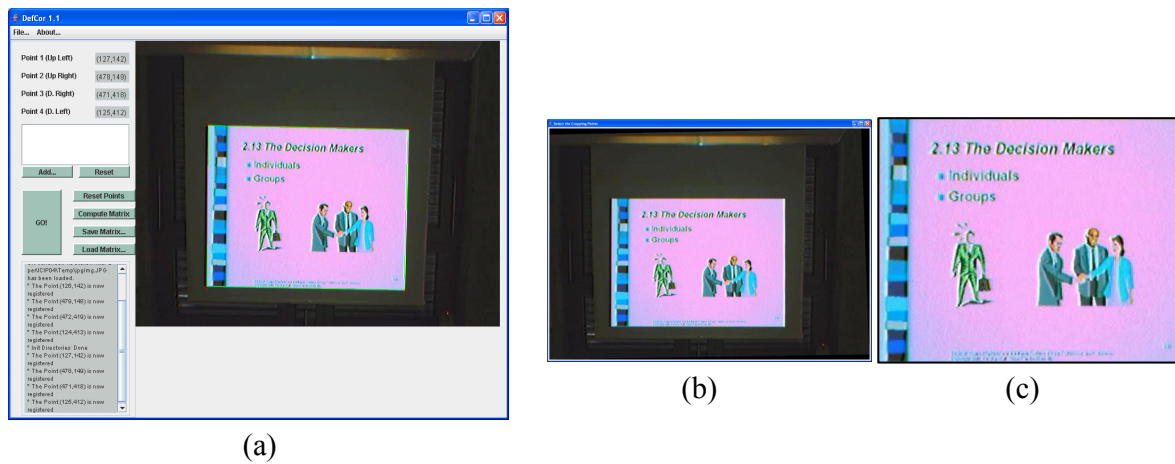 DefCor 1.1
File... About...
Point 1 (Up Left) (127,142)
Point 2 (Up Right) (478,149)
Point 3 (D. Right) (471,418)
Point 4 (D. Left) (125,412)
Add... Reset
GO!
Reset Points
Compute Matrix
Save Matrix...
Load Matrix...
has been loaded.
* The Point (126,142) is now
registered
* The Point (479,148) is now
registered
* The Point (472,419) is now
registered
* The Point (124,413) is now
registered
* Init Directories: Done
* The Point (127,142) is now
registered
* The Point (478,149) is now
registered
* The Point (471,418) is now
registered
* The Point (125,412) is now
registered
2.13 The Decision Makers
Individuals
Groups
(a)
Select the Cropping Points
2.13 The Decision Makers
Individuals
Groups
(b)
2.13 The Decision Makers
Individuals
Groups
(c)